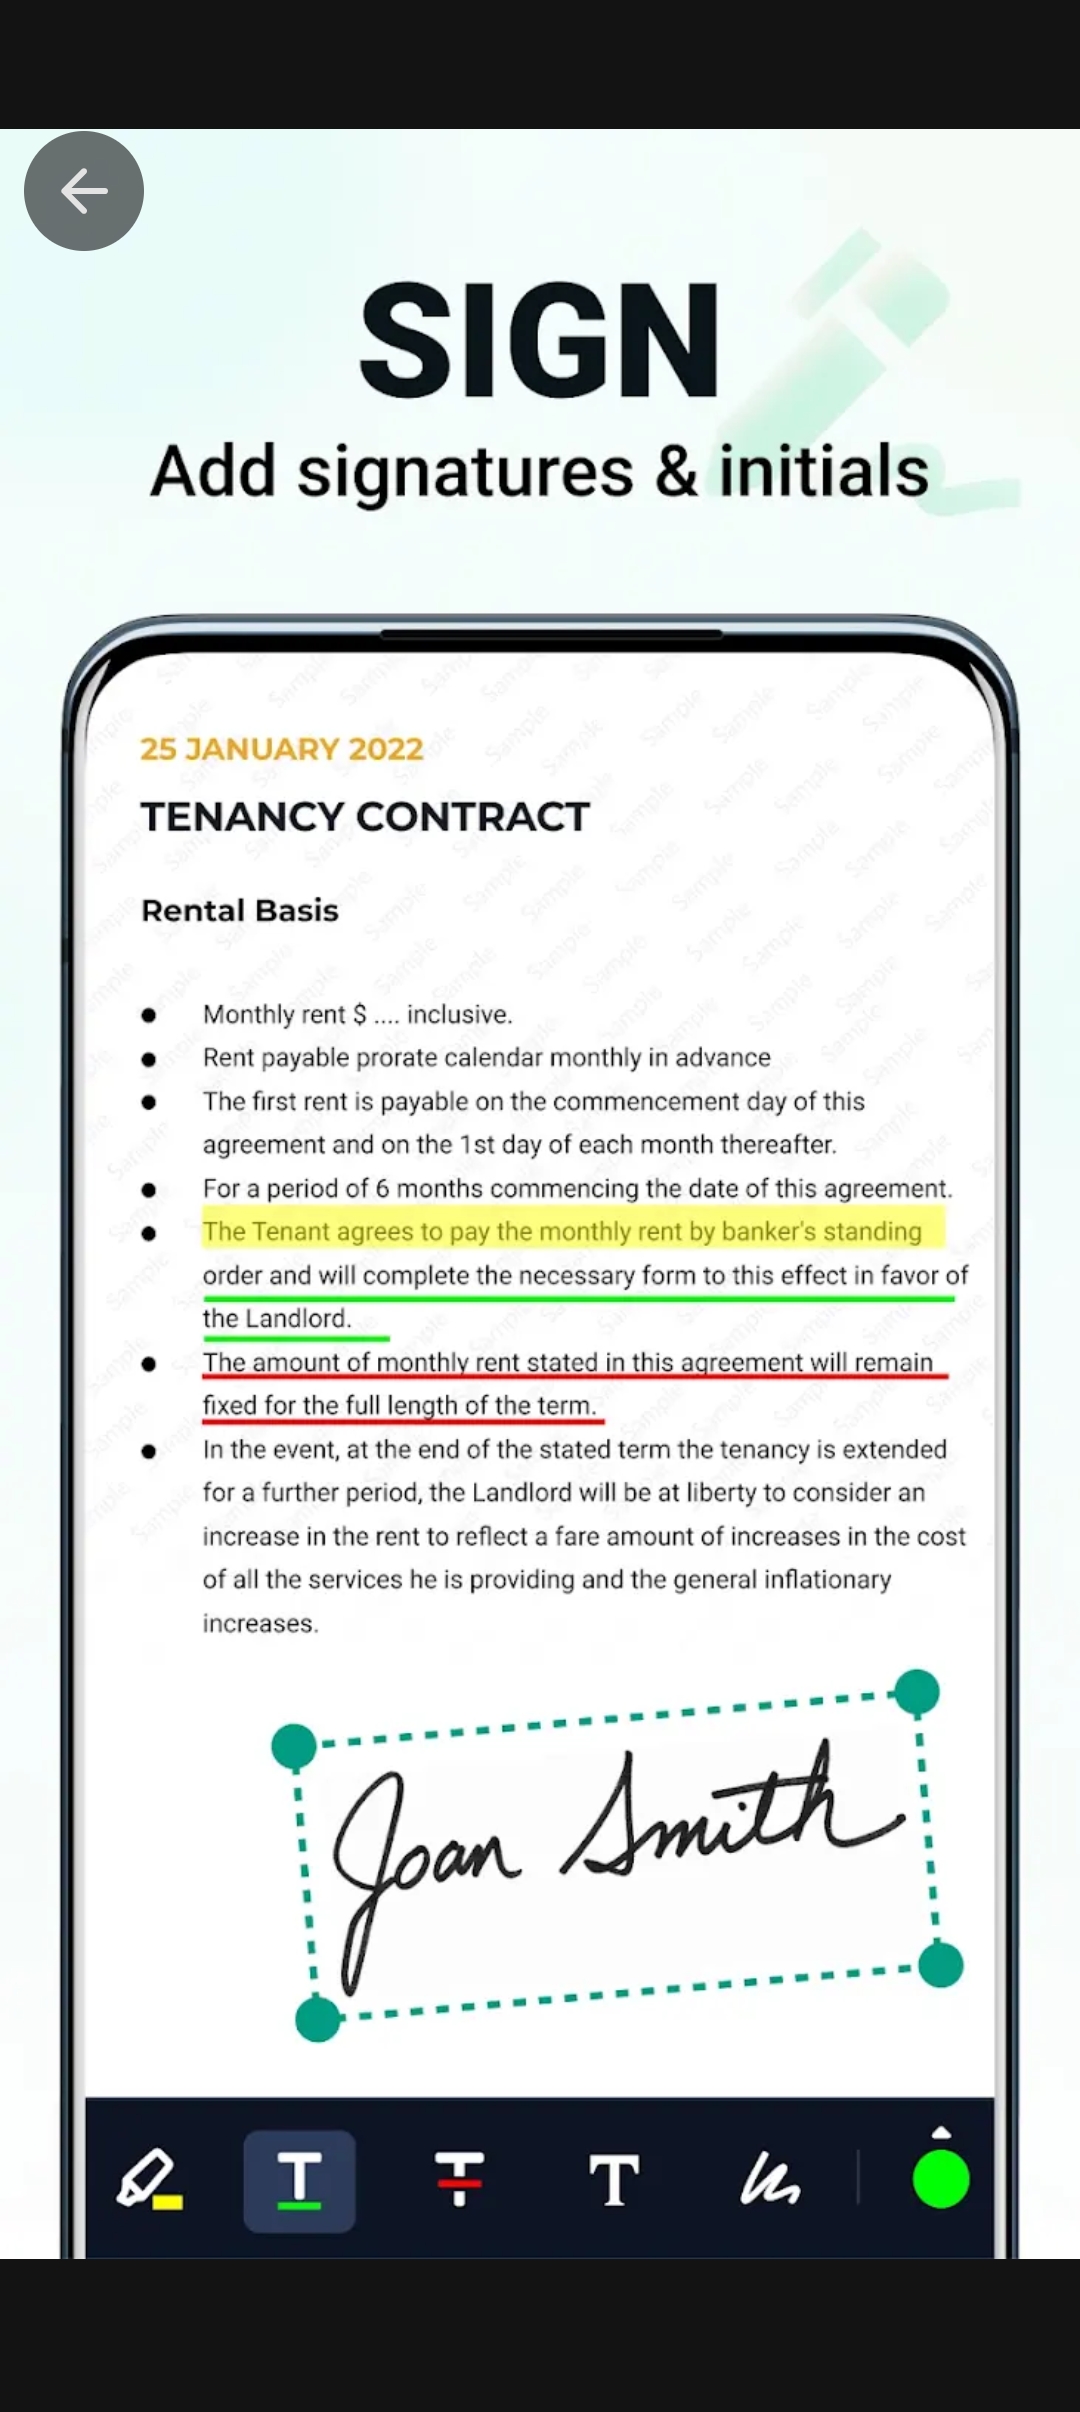 SIGN
Add signatures & initials
25 JANUARY 2022
TENANCY CONTRACT
Rental Basis
● Monthly rent $ .... inclusive.
● Rent payable prorate calendar monthly in advance
● The first rent is payable on the commencement day of this
agreement and on the 1st day of each month thereafter.
● For a period of 6 months commencing the date of this agreement.
● The Tenant agrees to pay the monthly rent by banker's standing
order and will complete the necessary form to this effect in favor of
the Landlord.
● The amount of monthly rent stated in this agreement will remain
fixed for the full length of the term.
● In the event, at the end of the stated term the tenancy is extended
for a further period, the Landlord will be at liberty to consider an
increase in the rent to reflect a fare amount of increases in the cost
of all the services he is providing and the general inflationary
increases.
Joan Smith
T T T